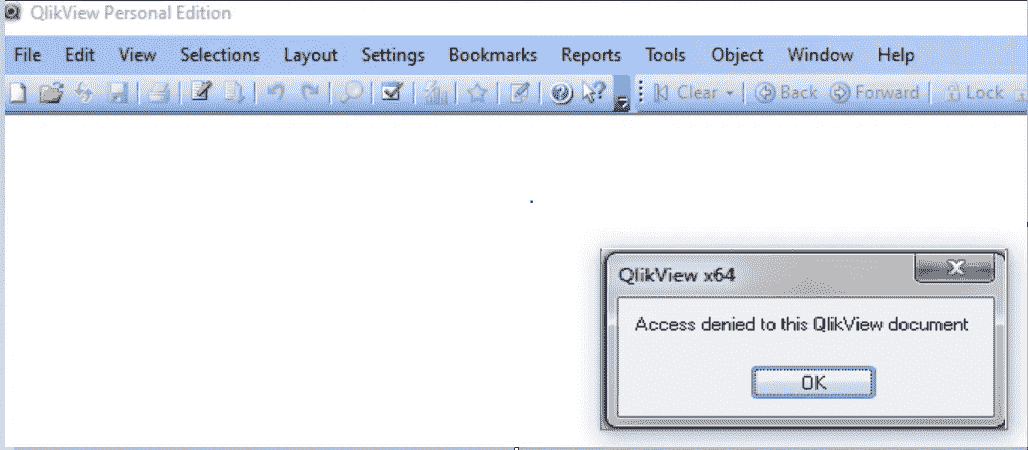 QlikView Personal Edition
File Edit View Selections Layout Settings Bookmarks Reports Tools Object Window Help
Clear Back Forward Lock
QlikView x64
Access denied to this QlikView document
OK